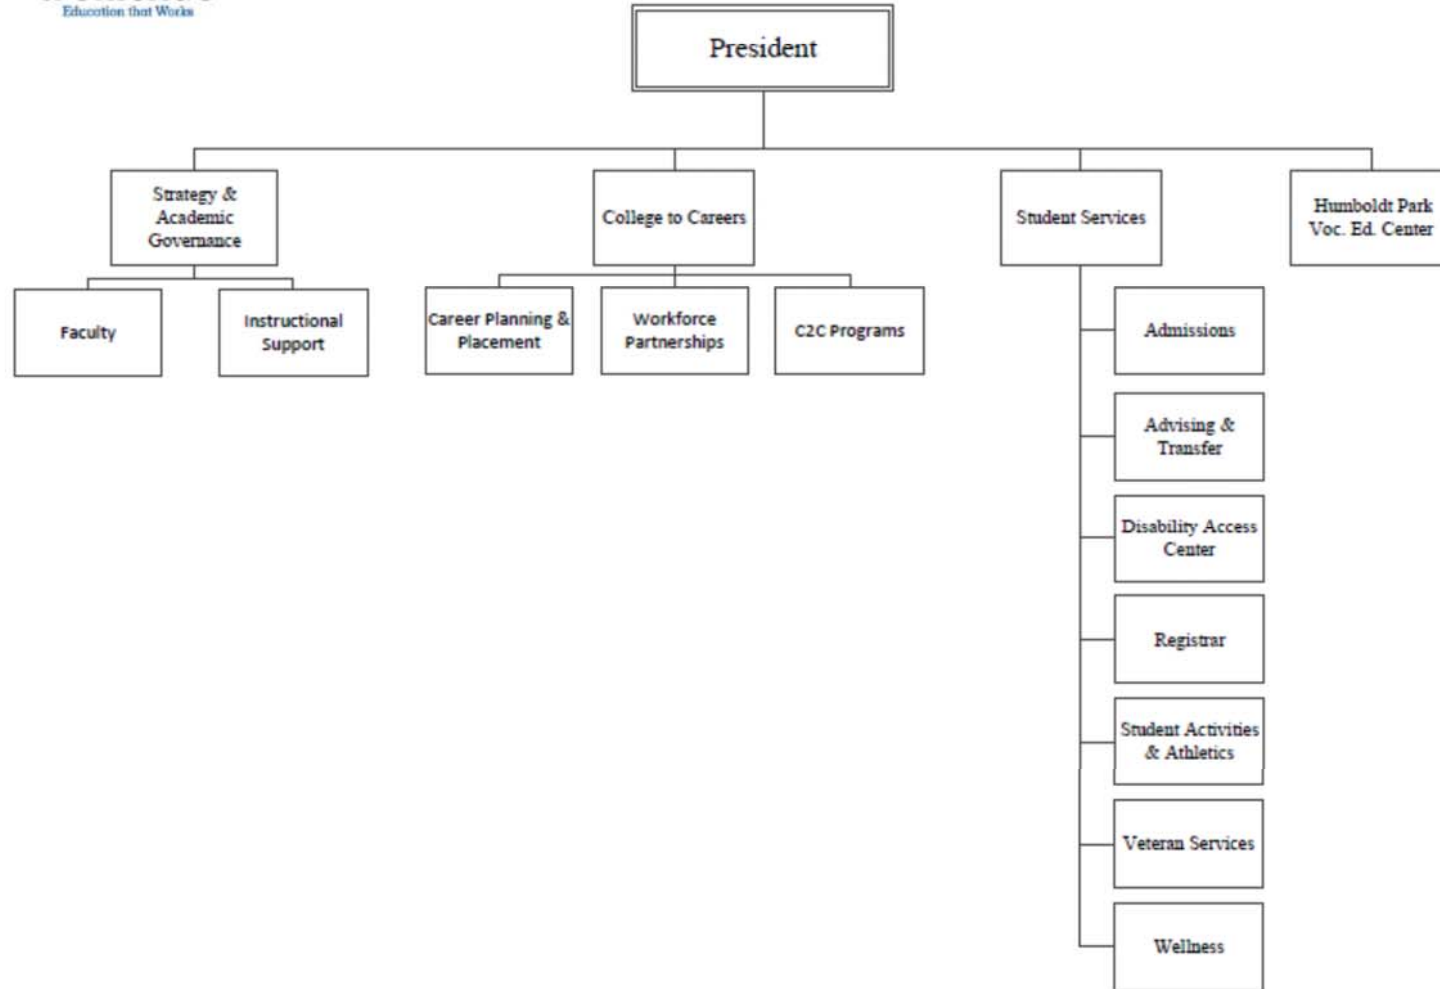 Education that Works
President
Strategy &
Academic
Governance
College to Careers
Student Services
Humboldt Park
Voc. Ed. Center
Faculty
Instructional
Support
Career Planning &
Placement
Workforce
Partnerships
C2C Programs
Admissions
Advising &
Transfer
Disability Access
Center
Registrar
Student Activities
& Athletics
Veteran Services
Wellness